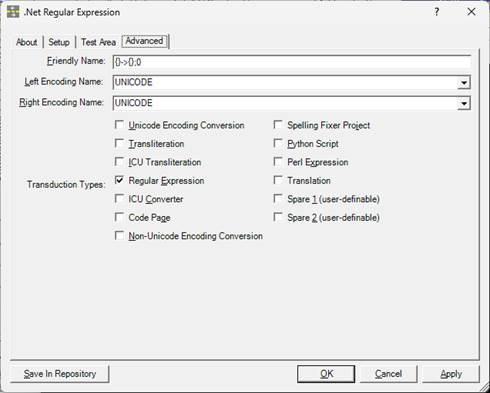 .Net Regular Expression
?
About Setup Test Area Advanced
Friendly Name: {}->{};0
Left Encoding Name: UNICODE
Right Encoding Name: UNICODE
Unicode Encoding Conversion Spelling Fixer Project
Transliteration Python Script
ICU Transliteration Perl Expression
Transduction Types: Regular Expression Translation
ICU Converter Spare 1 (user-definable)
Code Page Spare 2 (user-definable)
Non-Unicode Encoding Conversion
Save In Repository OK Cancel Apply